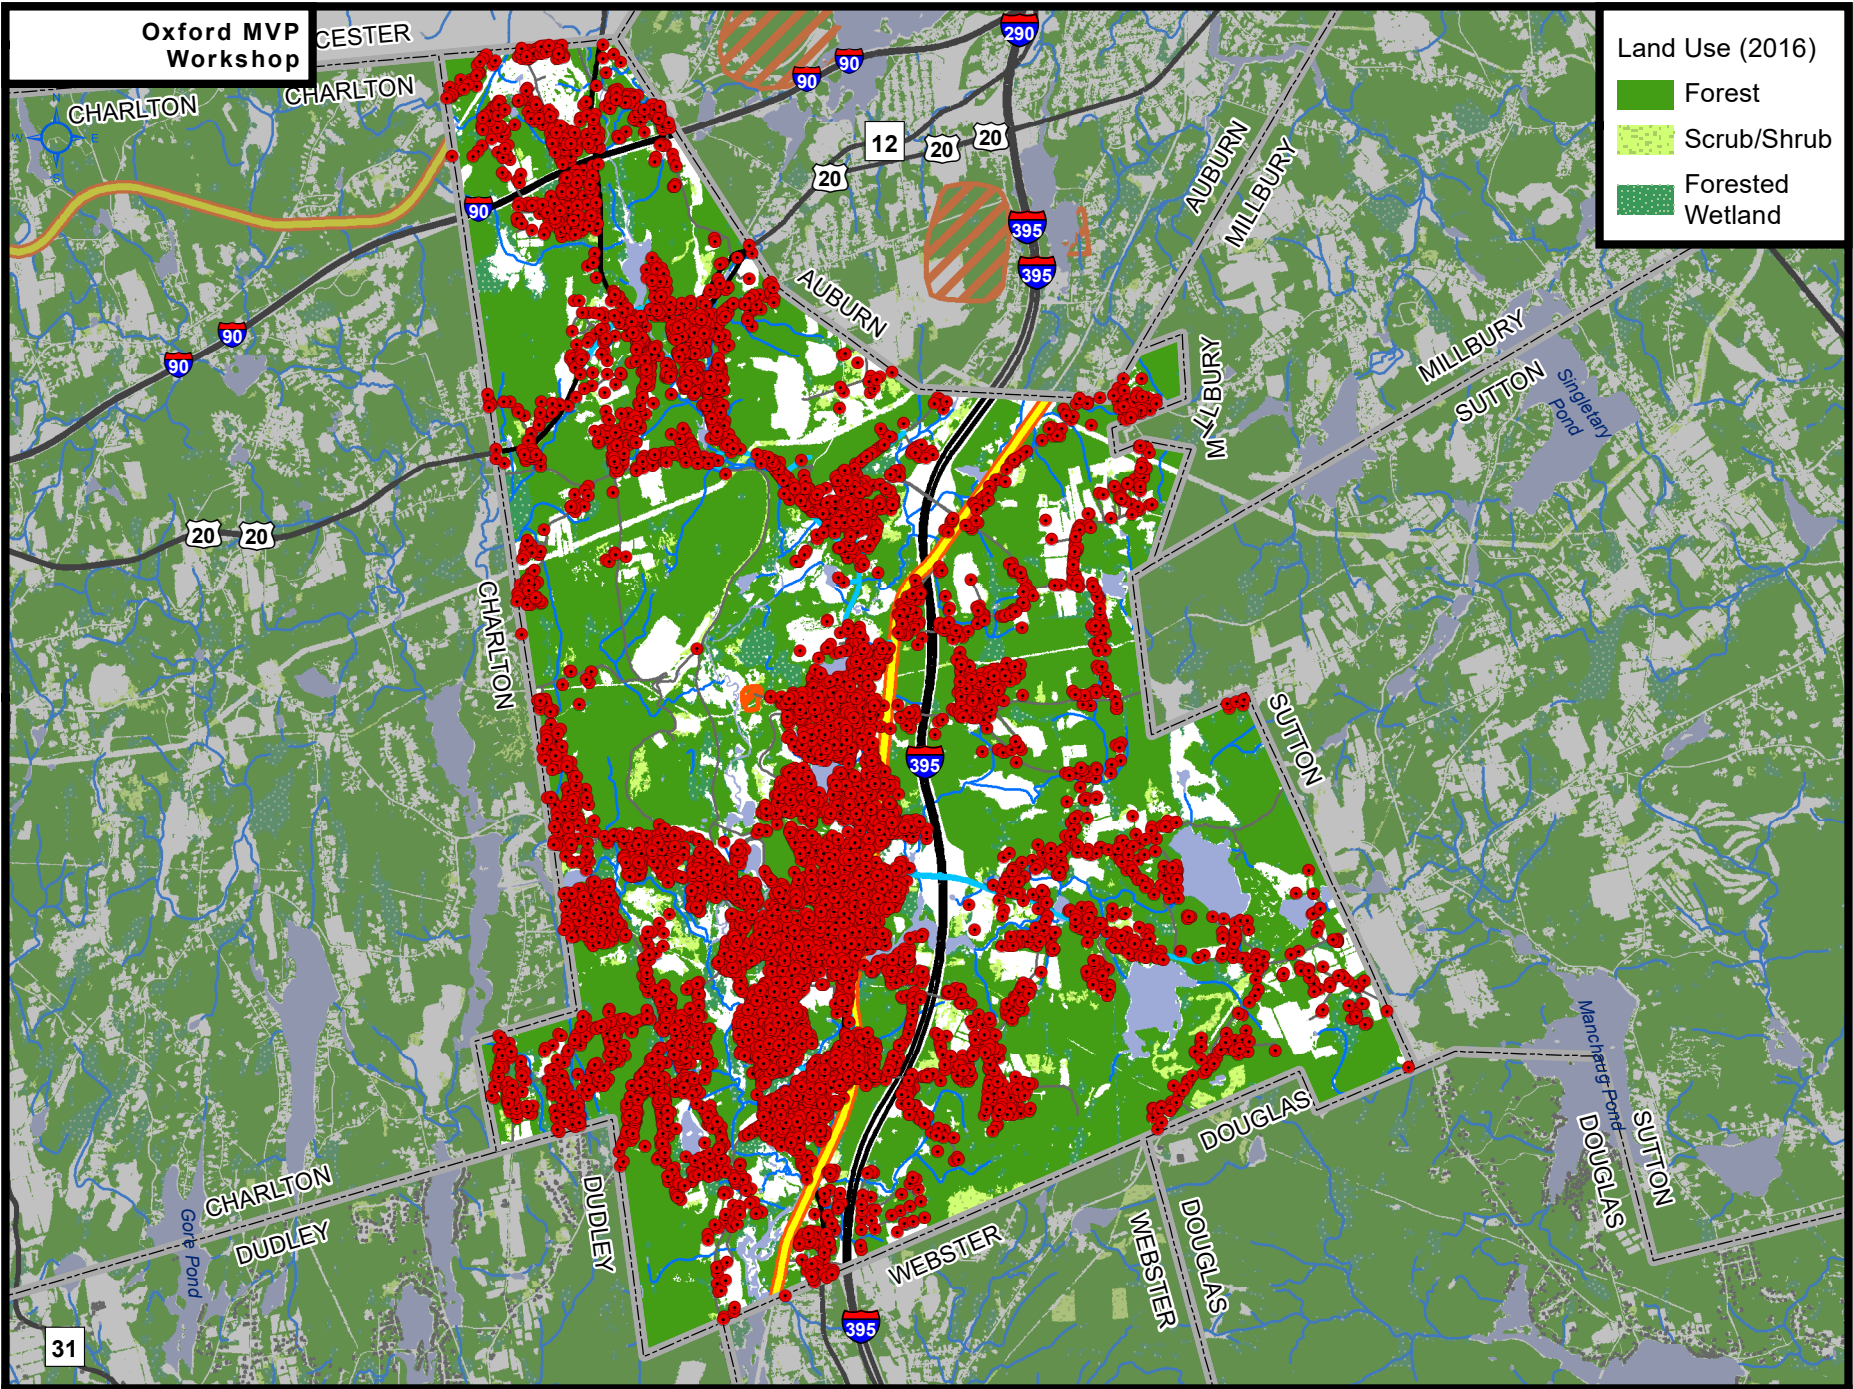 Oxford MVP
Workshop
Land Use (2016)
Forest
Scrub/Shrub
Forested
Wetland
CESTER
CHARLTON
CHARLTON
N
W
E
S
290
90
90
12
20
20
20
90
395
395
AUBURN
MILLBURY
AUBURN
90
90
MILLBURY
MILLBURY
SUTTON
Singletary
Pond
20
20
CHARLTON
SUTTON
395
Manchaug Pond
DOUGLAS
SUTTON
DOUGLAS
CHARLTON
DUDLEY
Gore Pond
DUDLEY
WEBSTER
WEBSTER
DOUGLAS
395
31